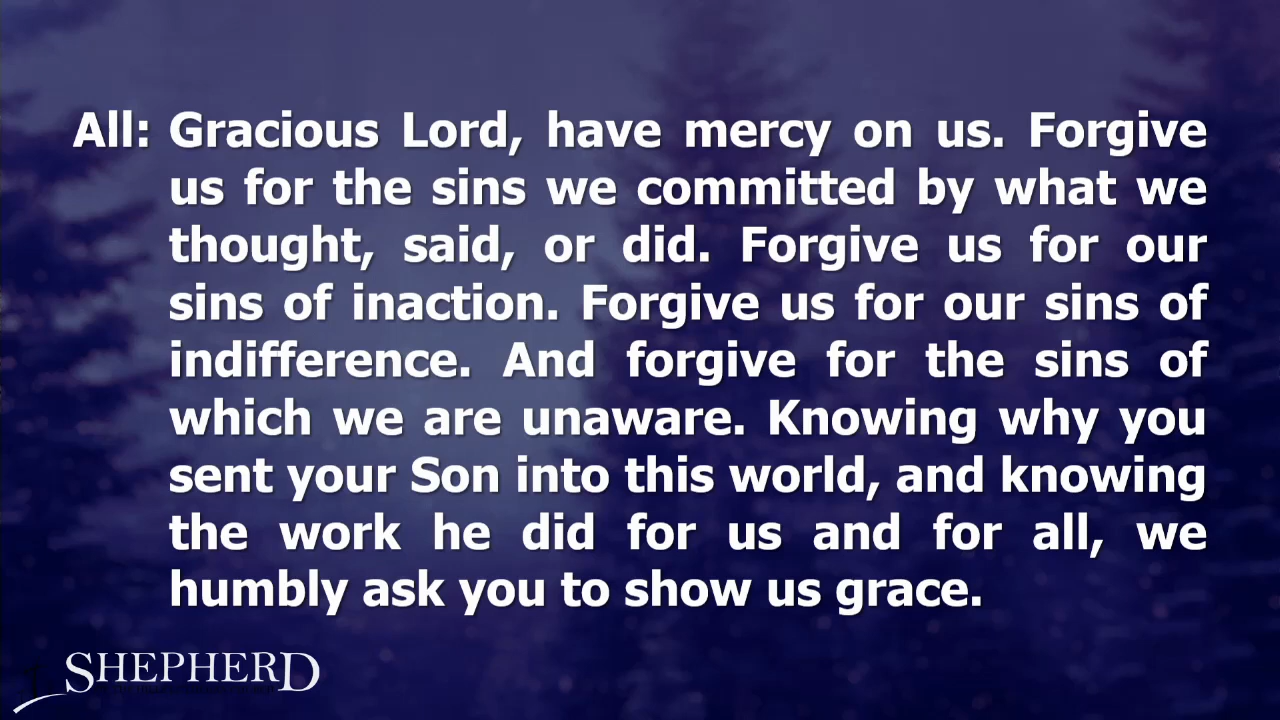 All: Gracious Lord, have mercy on us. Forgive
us for the sins we committed by what we
thought, said, or did. Forgive us for our
sins of inaction. Forgive us for our sins of
indifference. And forgive for the sins of
which we are unaware. Knowing why you
sent your Son into this world, and knowing
the work he did for us and for all, we
humbly ask you to show us grace.
SHEPHERD